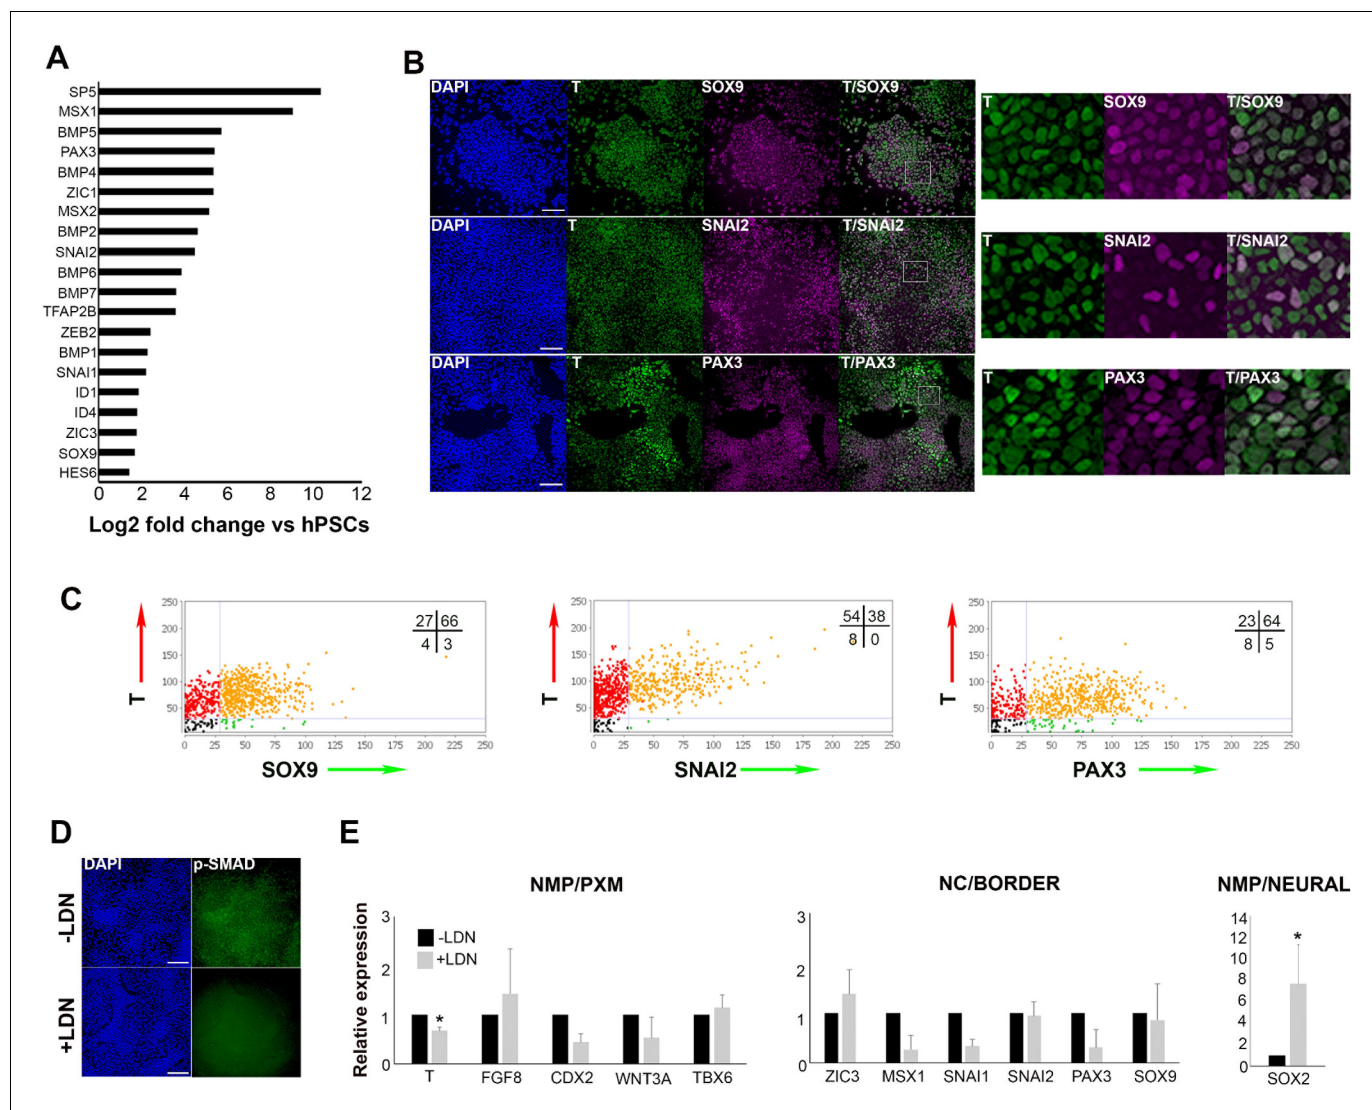 A
SP5
MSX1
BMP5
PAX3
BMP4
ZIC1
MSX2
BMP2
SNAI2
BMP6
BMP7
TFAP2B
ZEB2
BMP1
SNAI1
ID1
ID4
ZIC3
SOX9
HES6
0 2 4 6 8 10 12
Log2 fold change vs hPSCs
B
DAPI T SOX9 T/SOX9
T SOX9 T/SOX9
DAPI T SNAI2 T/SNAI2
T SNAI2 T/SNAI2
DAPI T PAX3 T/PAX3
T PAX3 T/PAX3
C
250
200
150
100
50
T
27 66
4 3
0 25 50 75 100 125 150 175 200 225 250
SOX9
250
200
150
100
50
T
54 38
8 0
0 25 50 75 100 125 150 175 200 225 250
SNAI2
250
200
150
100
50
T
23 64
8 5
0 25 50 75 100 125 150 175 200 225 250
PAX3
D
DAPI p-SMAD
-LDN
+LDN
E
NMP/PXM
Relative expression
3
2
1
0
-LDN
+LDN
*
T FGF8 CDX2 WNT3A TBX6
NC/BORDER
3
2
1
0
ZIC3 MSX1 SNAI1 SNAI2 PAX3 SOX9
NMP/NEURAL
14
12
10
8
6
4
2
0
*
SOX2